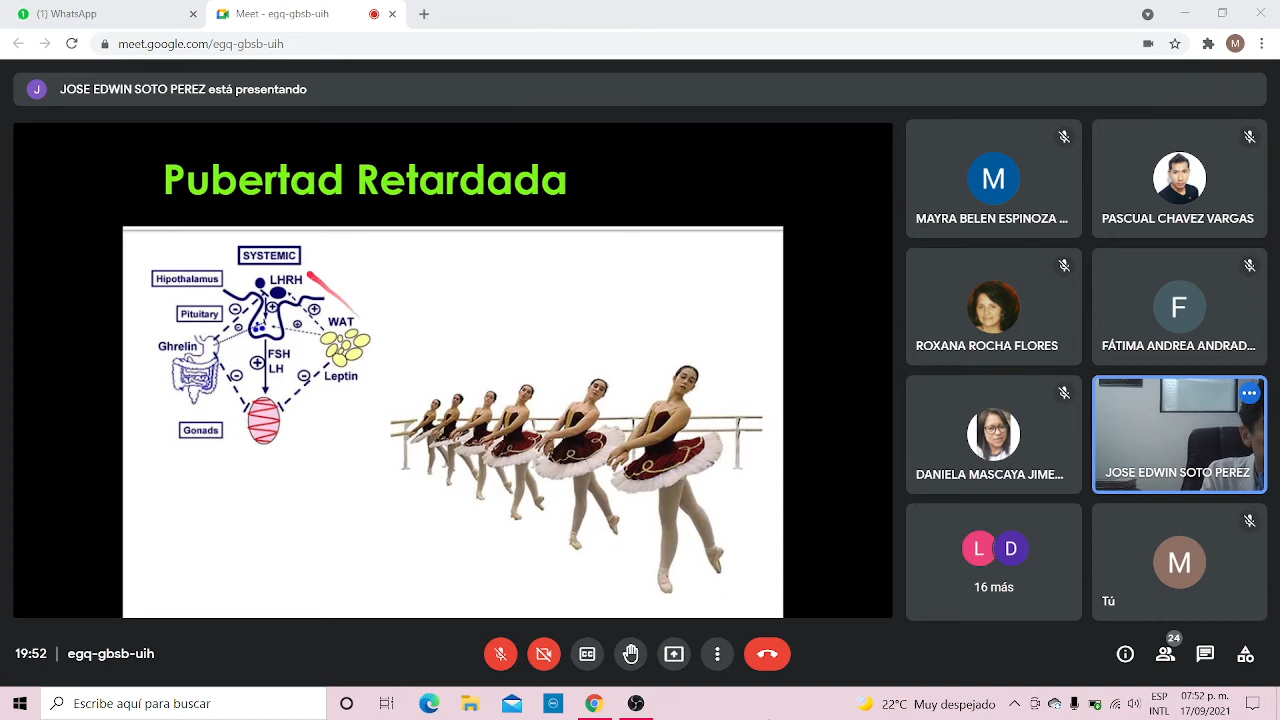 (1) WhatsApp
Meet - egq-gbsb-uih
meet.google.com/egq-gbsb-uih
M
J
JOSE EDWIN SOTO PEREZ está presentando
Pubertad Retardada
SYSTEMIC
Hipothalamus
LHRH
Pituitary
WAT
Ghrelin
FSH
LH
Leptin
Gonads
M
MAYRA BELEN ESPINOZA ...
PASCUAL CHAVEZ VARGAS
ROXANA ROCHA FLORES
F
FÁTIMA ANDREA ANDRAD...
DANIELA MASCAYA JIME...
JOSE EDWIN SOTO PEREZ
L D
16 más
M
Tú
19:52 | egq-gbsb-uih
24
Escribe aquí para buscar
22°C Muy despejado
ESP
INTL
07:52 p. m.
17/09/2021